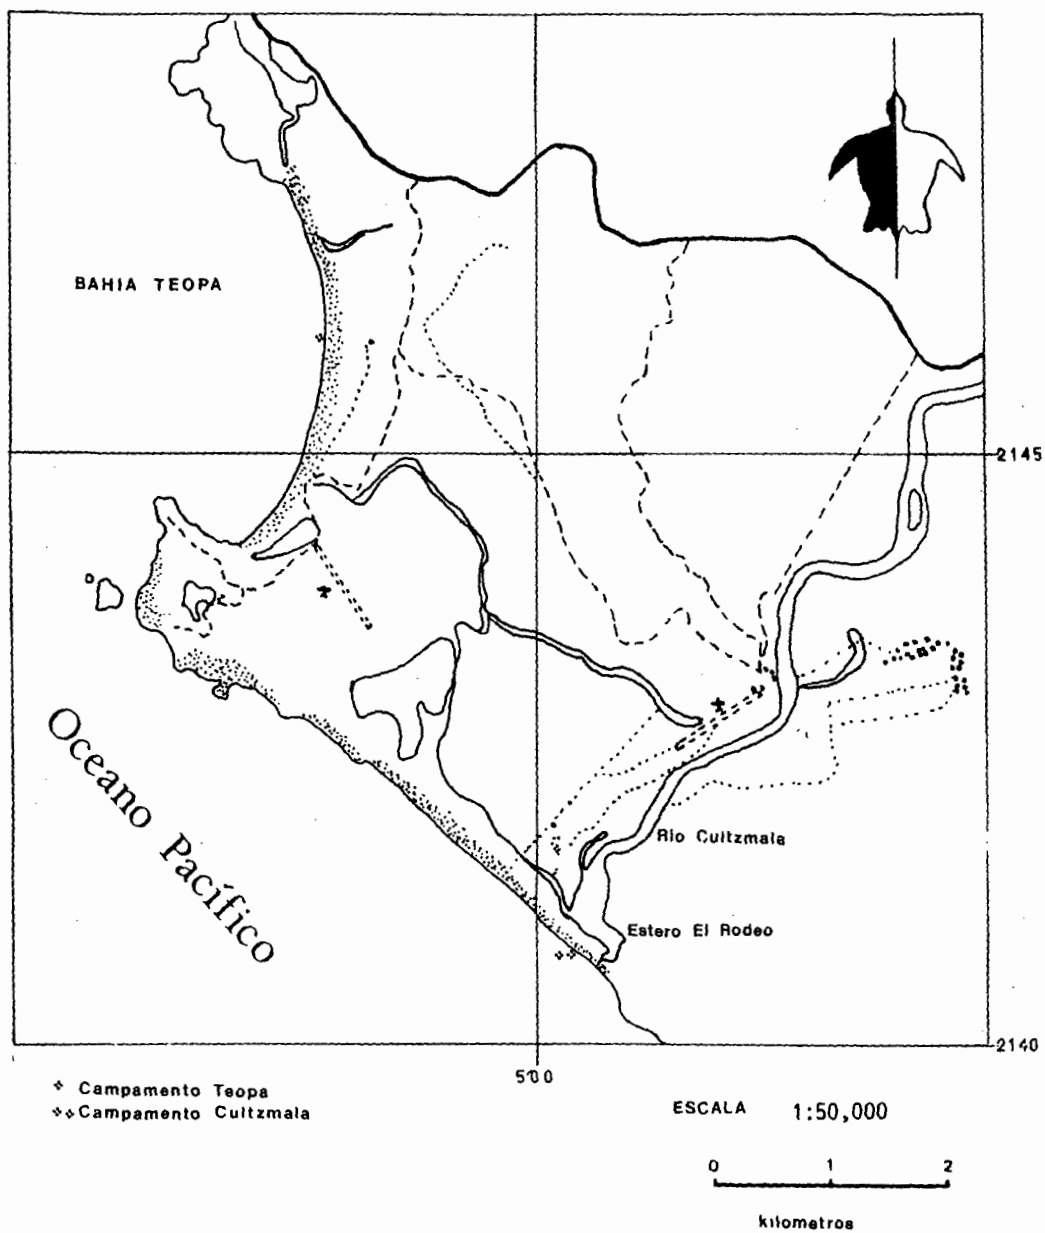 BAHIA TEOPA
2145
Oceano Pacífico
Rio Cuitzmala
Estero El Rodeo
2140
500
Campamento Teopa
Campamento Cuitzmala
ESCALA 1:50,000
0 1 2
kilometros